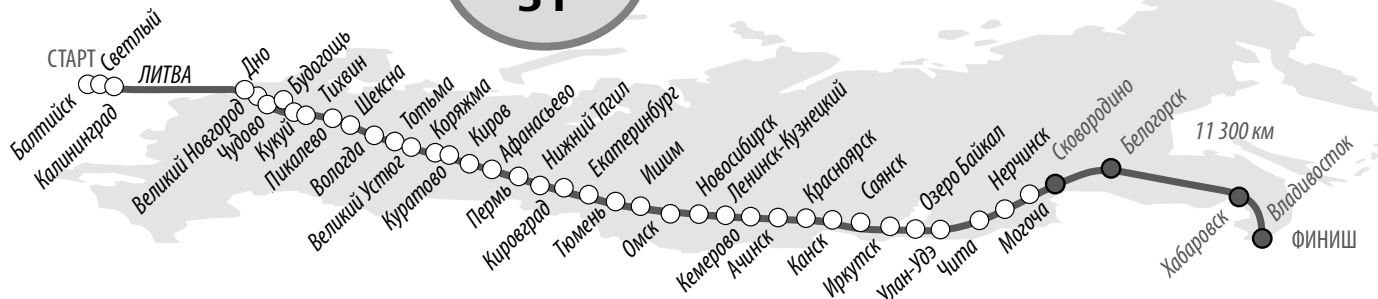 31
СТАРТ
Балтийск
Светлый
Калининград
ЛИТВА
Дно
Великий Новгород
Чудово
Будогощь
Кукуй
Тихвин
Пикалево
Шексна
Вологда
Тотьма
Великий Устюг
Коряжма
Куратово
Киров
Афанасьево
Пермь
Нижний Тагил
Кировград
Екатеринбург
Тюмень
Ишим
Омск
Новосибирск
Кемерово
Ленинск-Кузнецкий
Ачинск
Красноярск
Канск
Саянск
Иркутск
Озеро Байкал
Улан-Удэ
Чита
Нерчинск
Могоча
Сковородино
Белогорск
11 300 км
Хабаровск
Владивосток
ФИНИШ